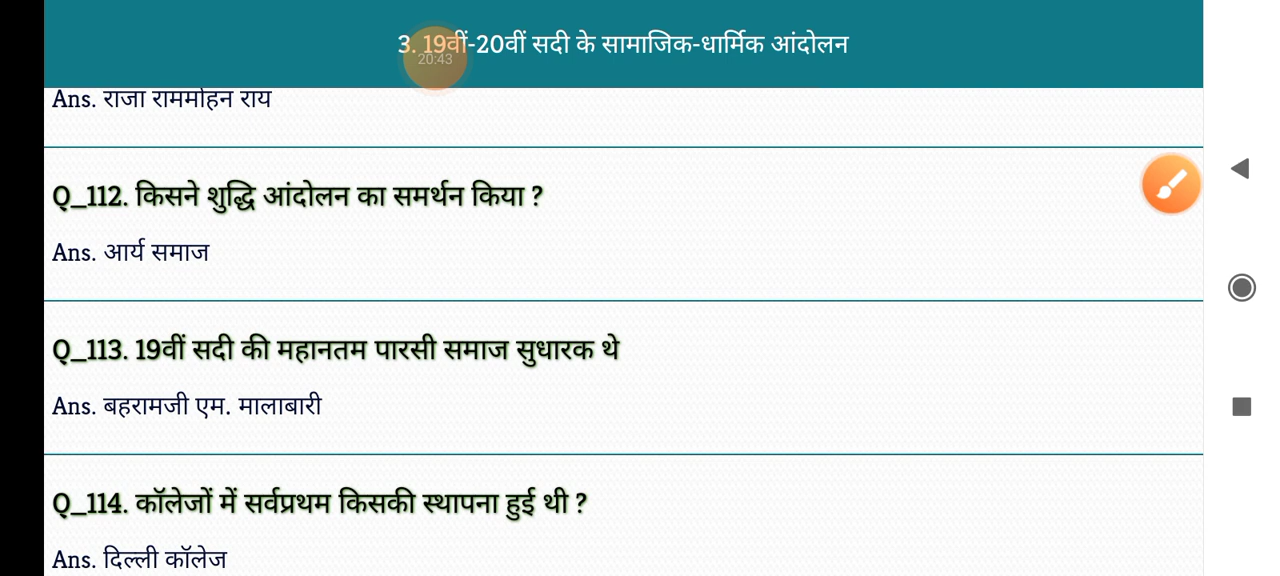 3. 19वीं-20वीं सदी के सामाजिक-धार्मिक आंदोलन
20:43
Ans. राजा राममोहन राय
Q_112. किसने शुद्धि आंदोलन का समर्थन किया ?
Ans. आर्य समाज
Q_113. 19वीं सदी की महानतम पारसी समाज सुधारक थे
Ans. बहरामजी एम. मालाबारी
Q_114. कॉलेजों में सर्वप्रथम किसकी स्थापना हुई थी ?
Ans. दिल्ली कॉलेज